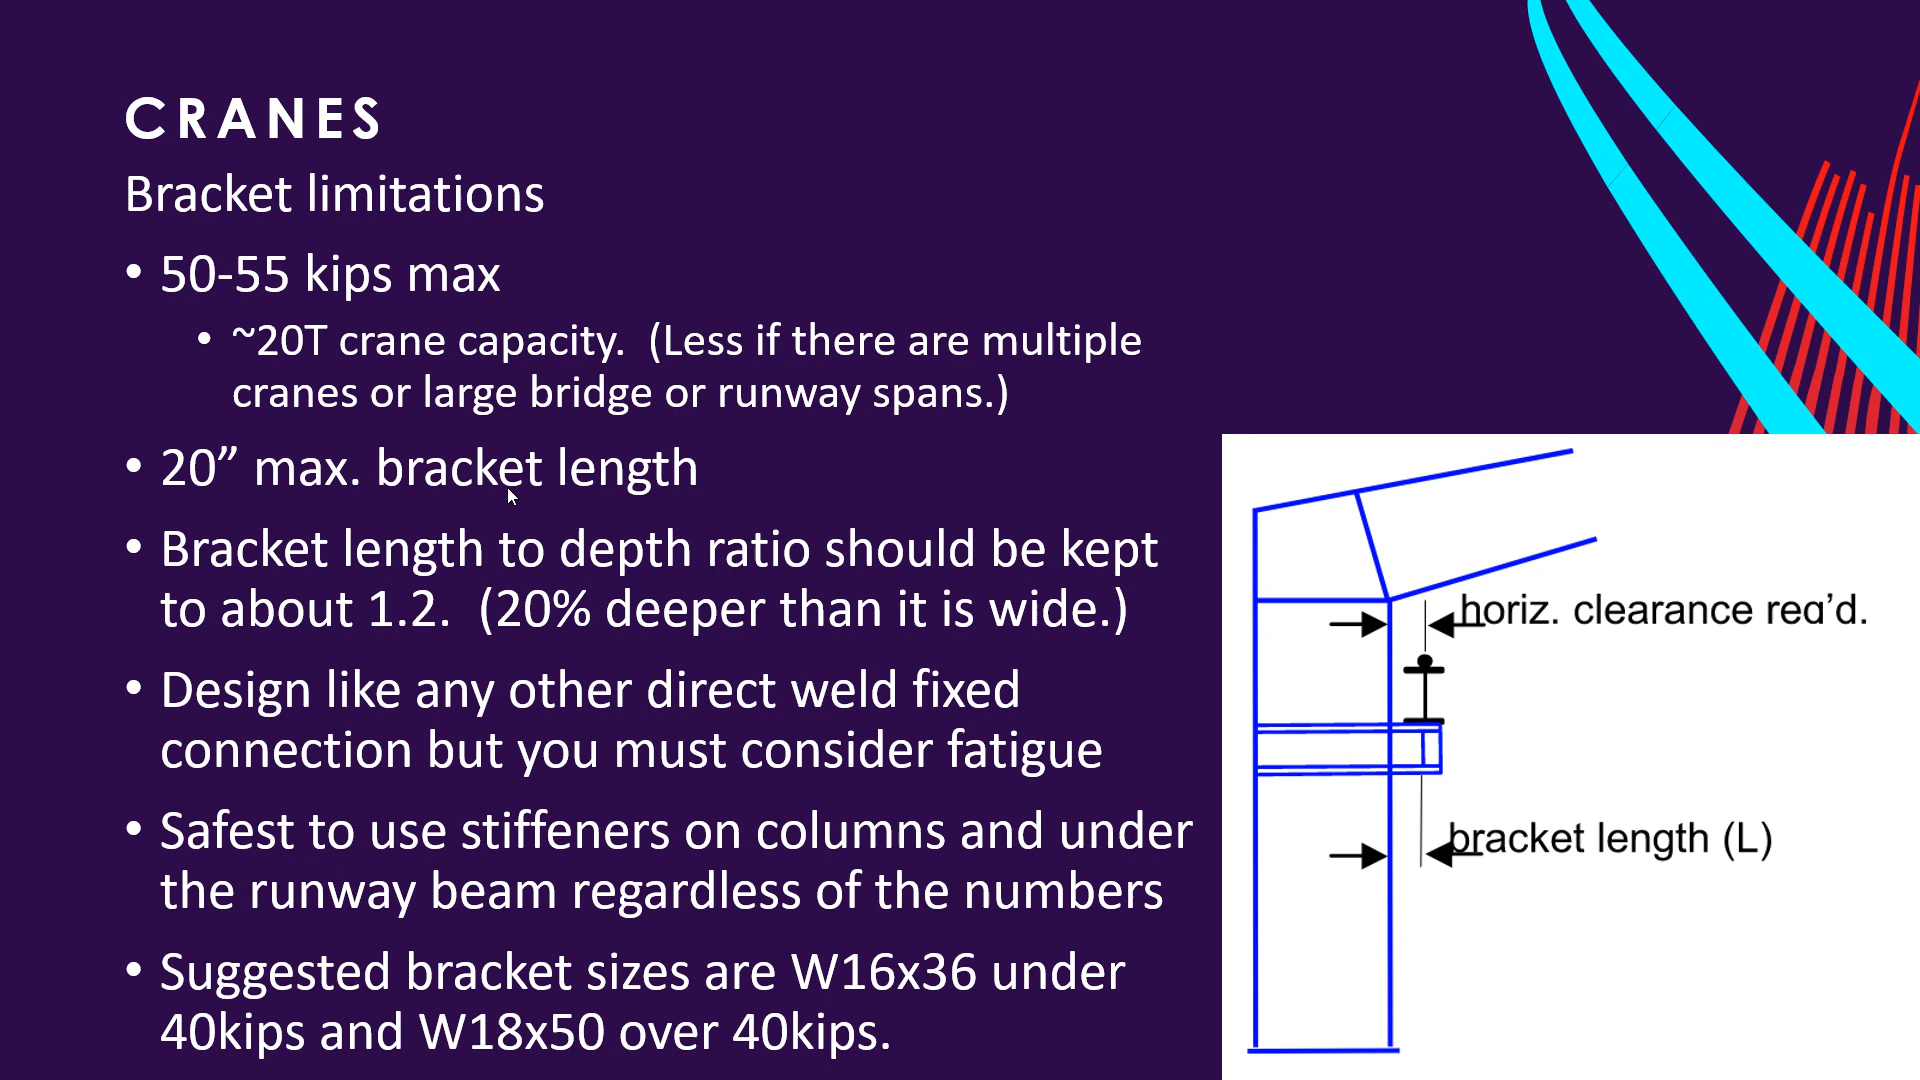 CRANES
Bracket limitations
• 50-55 kips max
• ~20T crane capacity.  (Less if there are multiple
cranes or large bridge or runway spans.)
• 20” max. bracket length
• Bracket length to depth ratio should be kept
to about 1.2.  (20% deeper than it is wide.)
• Design like any other direct weld fixed
connection but you must consider fatigue
• Safest to use stiffeners on columns and under
the runway beam regardless of the numbers
• Suggested bracket sizes are W16x36 under
40kips and W18x50 over 40kips.
horiz. clearance req’d.
bracket length (L)